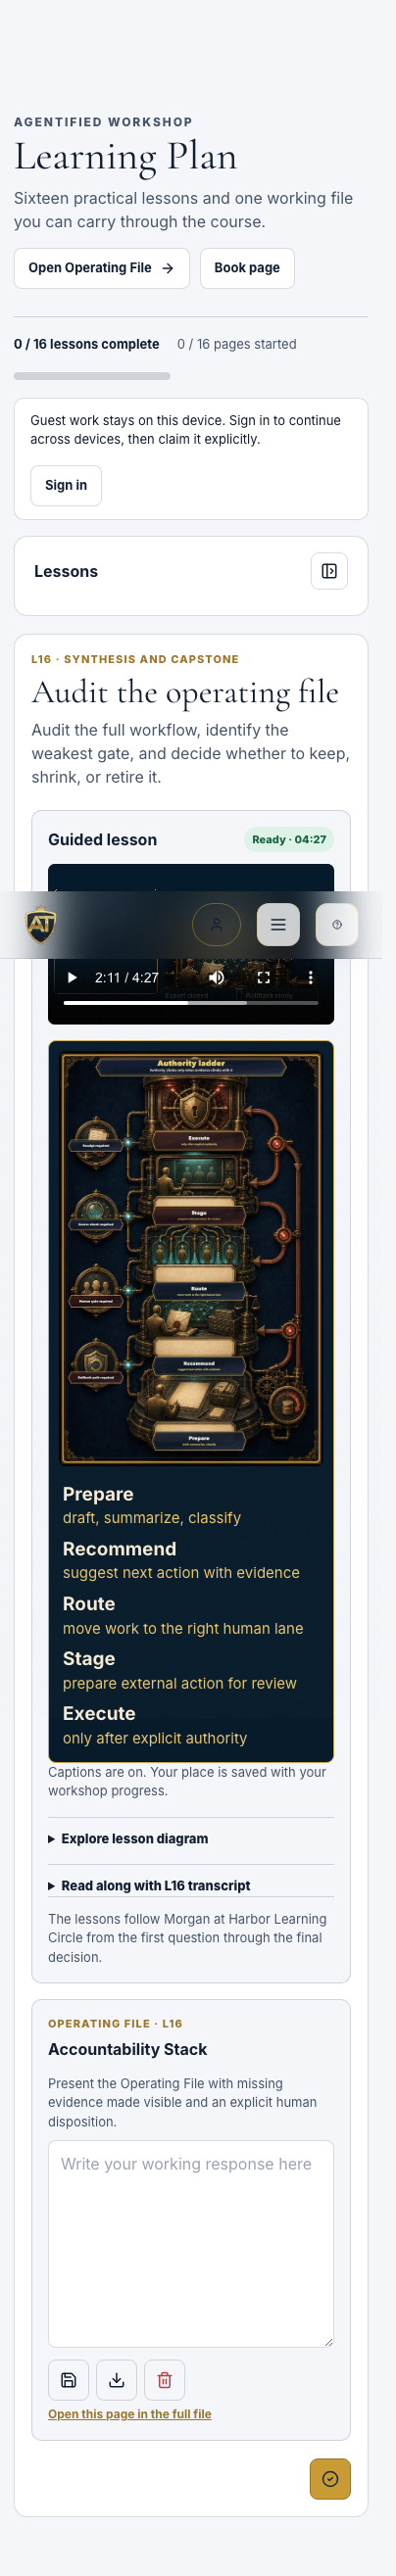 AGENTIFIED WORKSHOP
Learning Plan
Sixteen practical lessons and one working file
you can carry through the course.
Open Operating File
Book page
0 / 16 lessons complete
0 / 16 pages started
Guest work stays on this device. Sign in to continue
across devices, then claim it explicitly.
Sign in
Lessons
L16 · SYNTHESIS AND CAPSTONE
Audit the operating file
Audit the full workflow, identify the
weakest gate, and decide whether to keep,
shrink, or retire it.
Guided lesson
Ready · 04:27
AT
2:11 / 4:27
Authority ladder
Execute
Stage
Route
Recommend
Prepare
Prepare
draft, summarize, classify
Recommend
suggest next action with evidence
Route
move work to the right human lane
Stage
prepare external action for review
Execute
only after explicit authority
Captions are on. Your place is saved with your
workshop progress.
Explore lesson diagram
Read along with L16 transcript
The lessons follow Morgan at Harbor Learning
Circle from the first question through the final
decision.
OPERATING FILE · L16
Accountability Stack
Present the Operating File with missing
evidence made visible and an explicit human
disposition.
Write your working response here
Open this page in the full file